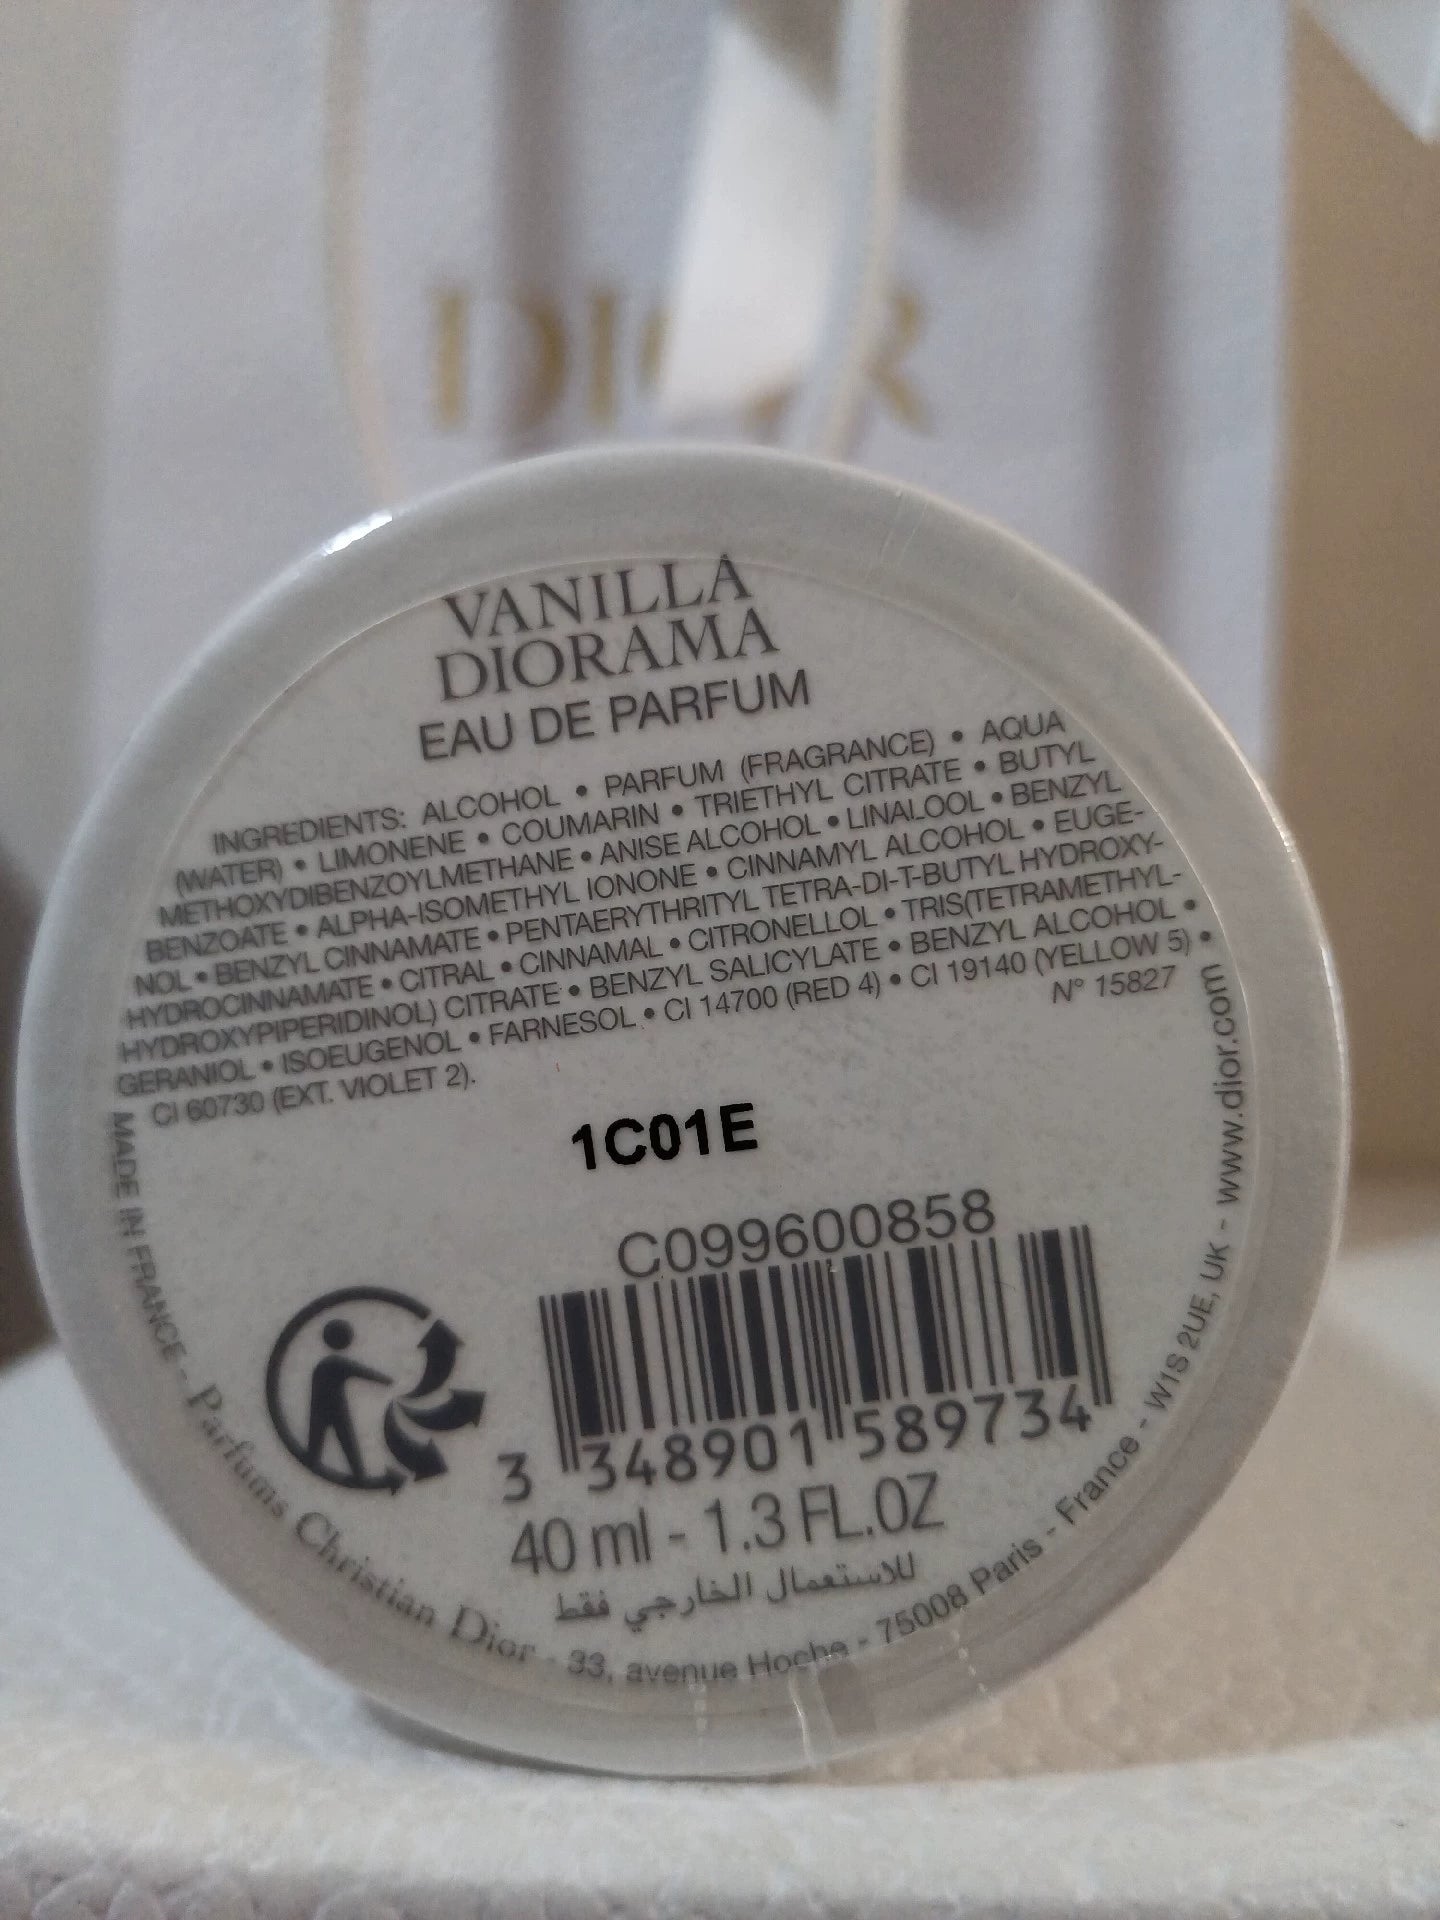 DIOR
VANILLA
DIORAMA
EAU DE PARFUM
INGREDIENTS: ALCOHOL • PARFUM (FRAGRANCE) • AQUA
(WATER) • LIMONENE • COUMARIN • TRIETHYL CITRATE • BUTYL
METHOXYDIBENZOYLMETHANE • ANISE ALCOHOL • LINALOOL • BENZYL
BENZOATE • ALPHA-ISOMETHYL IONONE • CINNAMYL ALCOHOL • EUGE-
NOL • BENZYL CINNAMATE • PENTAERYTHRITYL TETRA-DI-T-BUTYL HYDROXY-
HYDROCINNAMATE • CITRAL • CINNAMAL • CITRONELLOL • TRIS(TETRAMETHYL-
HYDROXYPIPERIDINOL) CITRATE • BENZYL SALICYLATE • BENZYL ALCOHOL •
GERANIOL • ISOEUGENOL • FARNESOL • CI 14700 (RED 4) • CI 19140 (YELLOW 5) •
CI 60730 (EXT. VIOLET 2).
N° 15827
1C01E
C099600858
3 348901 589734
40 ml - 1.3 FL.OZ
للاستعمال الخارجي فقط
MADE IN FRANCE - Parfums Christian Dior - 33, avenue Hoche - 75008 Paris - France - W1S 2UE, UK - www.dior.com